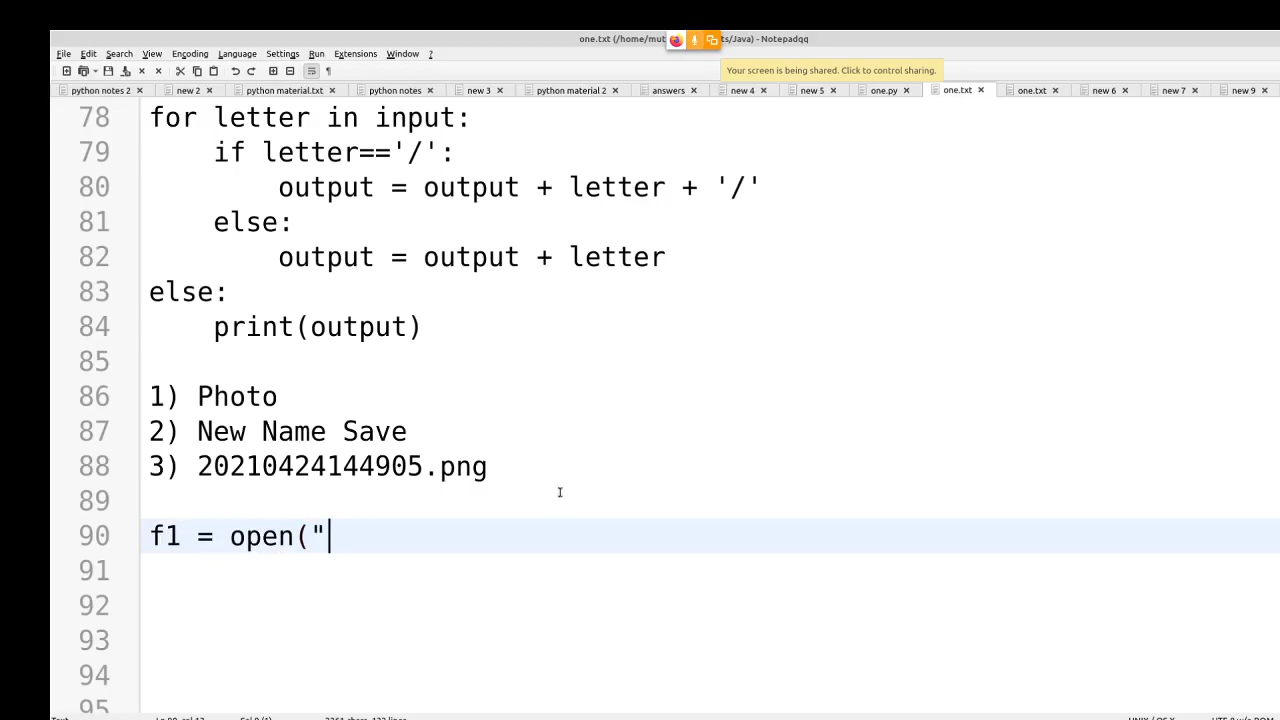 one.txt (/home/mut ts/Java) - Notepadqq
File Edit Search View Encoding Language Settings Run Extensions Window ?
Your screen is being shared. Click to control sharing.
python notes 2 new 2 python material.txt python notes new 3 python material 2 answers new 4 new 5 one.py one.txt one.txt new 6 new 7 new 9
78 for letter in input:
79 if letter=='/':
80 output = output + letter + '/'
81 else:
82 output = output + letter
83 else:
84 print(output)
85
86 1) Photo
87 2) New Name Save
88 3) 20210424144905.png
89
90 f1 = open("
91
92
93
94
95